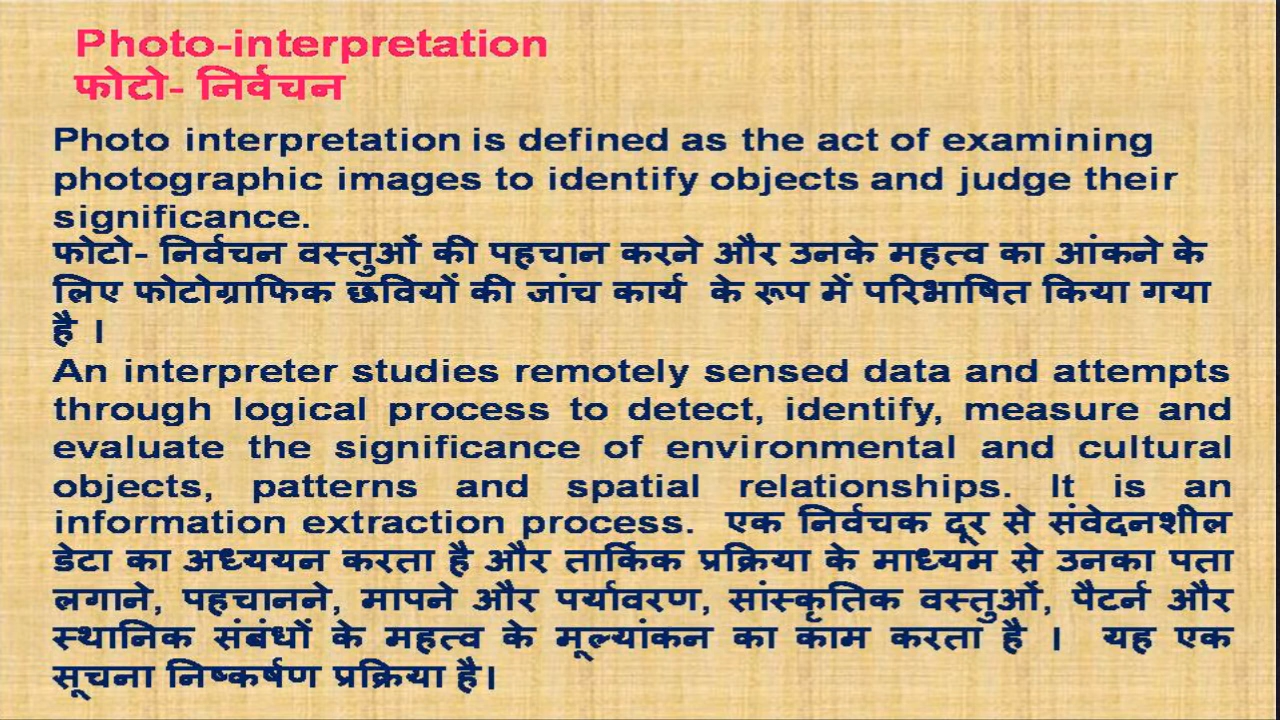 Photo-interpretation
फोटो- निर्वचन
Photo interpretation is defined as the act of examining
photographic images to identify objects and judge their
significance.
फोटो- निर्वचन वस्तुओं की पहचान करने और उनके महत्व का आंकने के
लिए फोटोग्राफिक छवियों की जांच कार्य के रूप में परिभाषित किया गया
है ।
An interpreter studies remotely sensed data and attempts
through logical process to detect, identify, measure and
evaluate the significance of environmental and cultural
objects, patterns and spatial relationships. It is an
information extraction process. एक निर्वचक दूर से संवेदनशील
डेटा का अध्ययन करता है और तार्किक प्रक्रिया के माध्यम से उनका पता
लगाने, पहचानने, मापने और पर्यावरण, सांस्कृतिक वस्तुओं, पैटर्न और
स्थानिक संबंधों के महत्व के मूल्यांकन का काम करता है । यह एक
सूचना निष्कर्षण प्रक्रिया है।